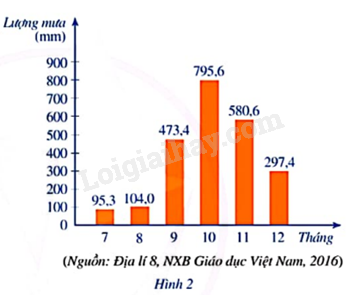 Lượng mưa
(mm)
900
800
700
600
500
400
300
200
100
0
95,3
104,0
473,4
795,6
580,6
297,4
7 8 9 10 11 12 Tháng
Loigiaihay.com
(Nguồn: Địa lí 8, NXB Giáo dục Việt Nam, 2016)
Hình 2